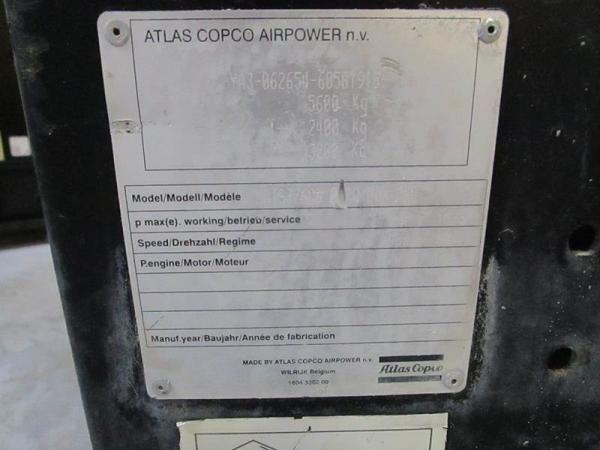 ATLAS COPCO AIRPOWER n.v.
5600 Kg
2400 Kg
Model/Modell/Modèle
p max(e). working/betrieb/service
Speed/Drehzahl/Regime
P.engine/Motor/Moteur
Manuf.year/Baujahr/Année de fabrication
MADE BY ATLAS COPCO AIRPOWER n.v.
WILRIJK Belgium
Atlas Copco